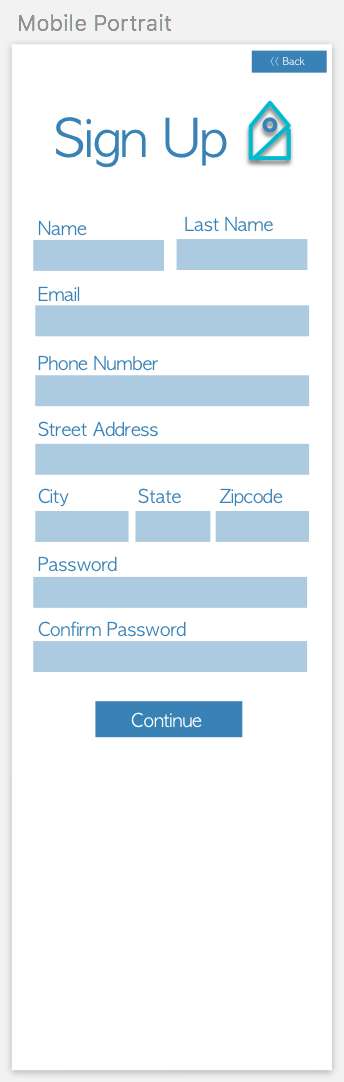 Mobile Portrait
〈〈 Back
Sign Up
Name Last Name
Email
Phone Number
Street Address
City State Zipcode
Password
Confirm Password
Continue